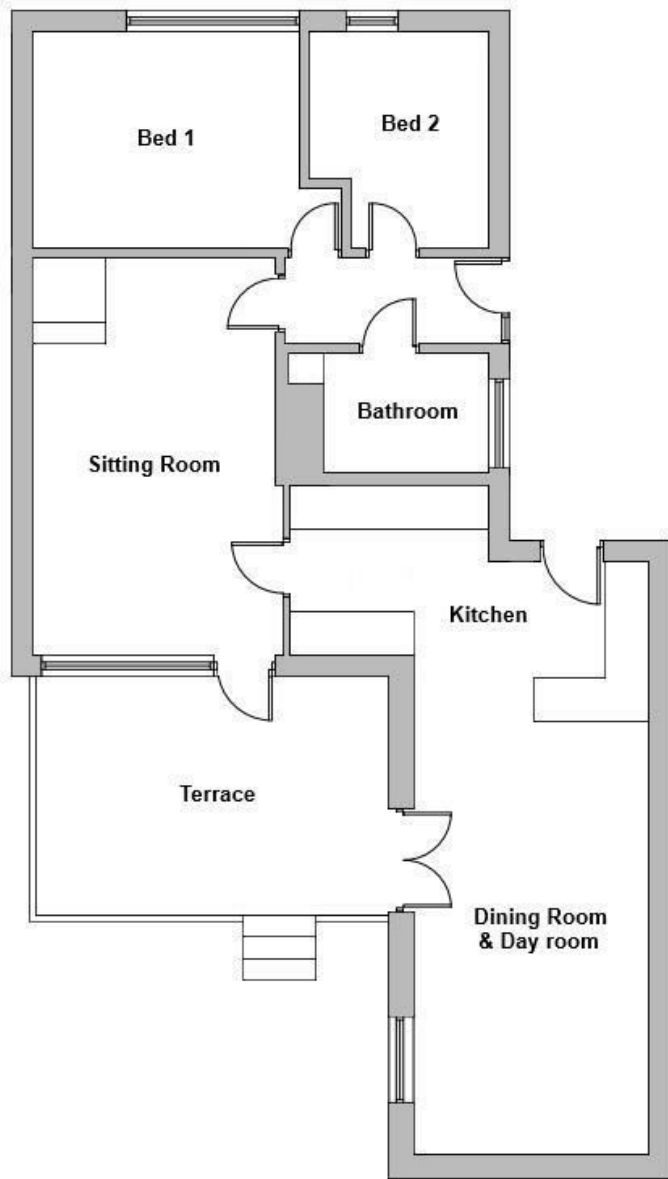 Bed 1
Bed 2
Bathroom
Sitting Room
Kitchen
Terrace
Dining Room
& Day room